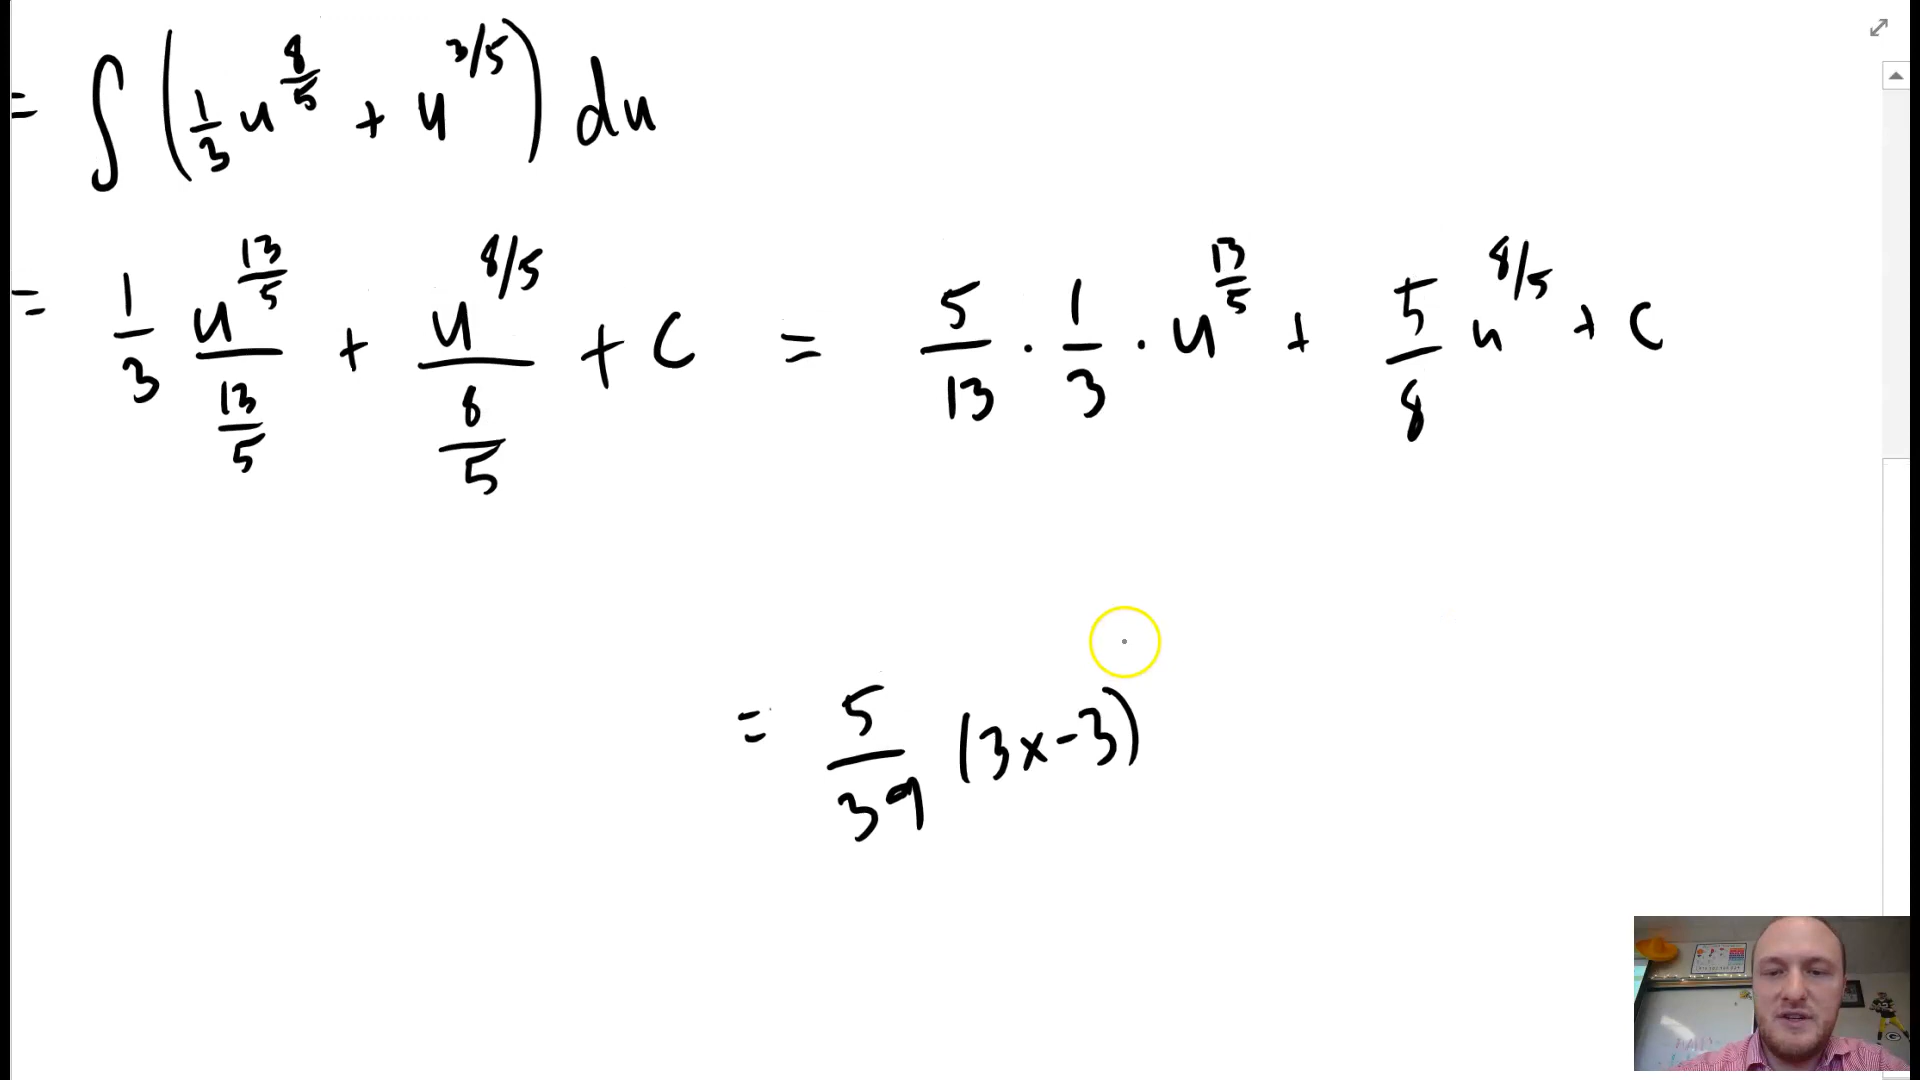 = ∫ (1/3 u^(8/5) + u^(3/5)) du
= 1/3 u^(13/5)/(13/5) + u^(8/5)/(8/5) + C = 5/13 · 1/3 · u^(13/5) + 5/8 u^(8/5) + C
= 5/39 (3x-3)